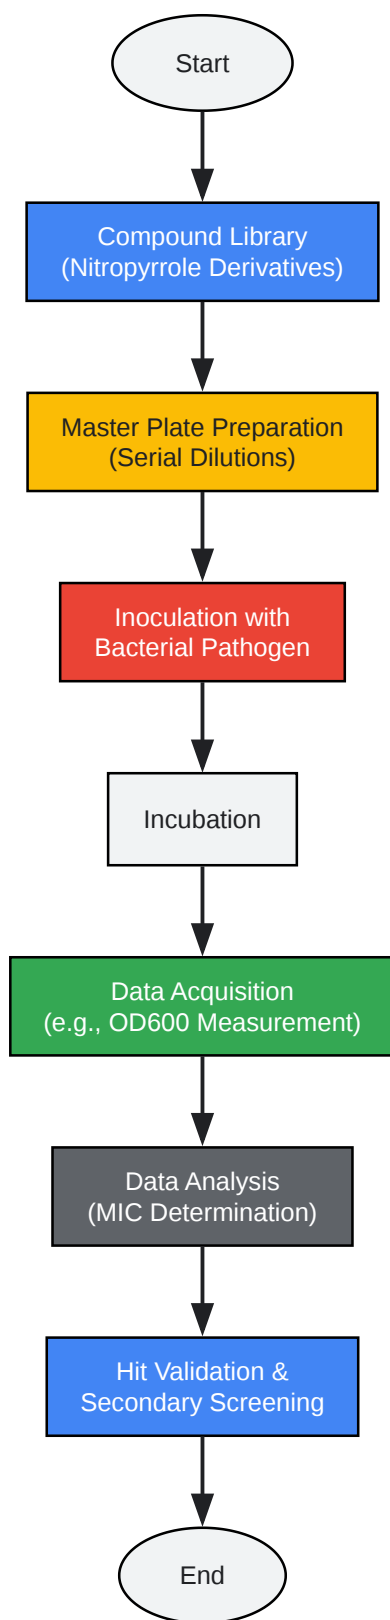 Start
Compound Library
(Nitropyrrole Derivatives)
Master Plate Preparation
(Serial Dilutions)
Inoculation with
Bacterial Pathogen
Incubation
Data Acquisition
(e.g., OD600 Measurement)
Data Analysis
(MIC Determination)
Hit Validation &
Secondary Screening
End